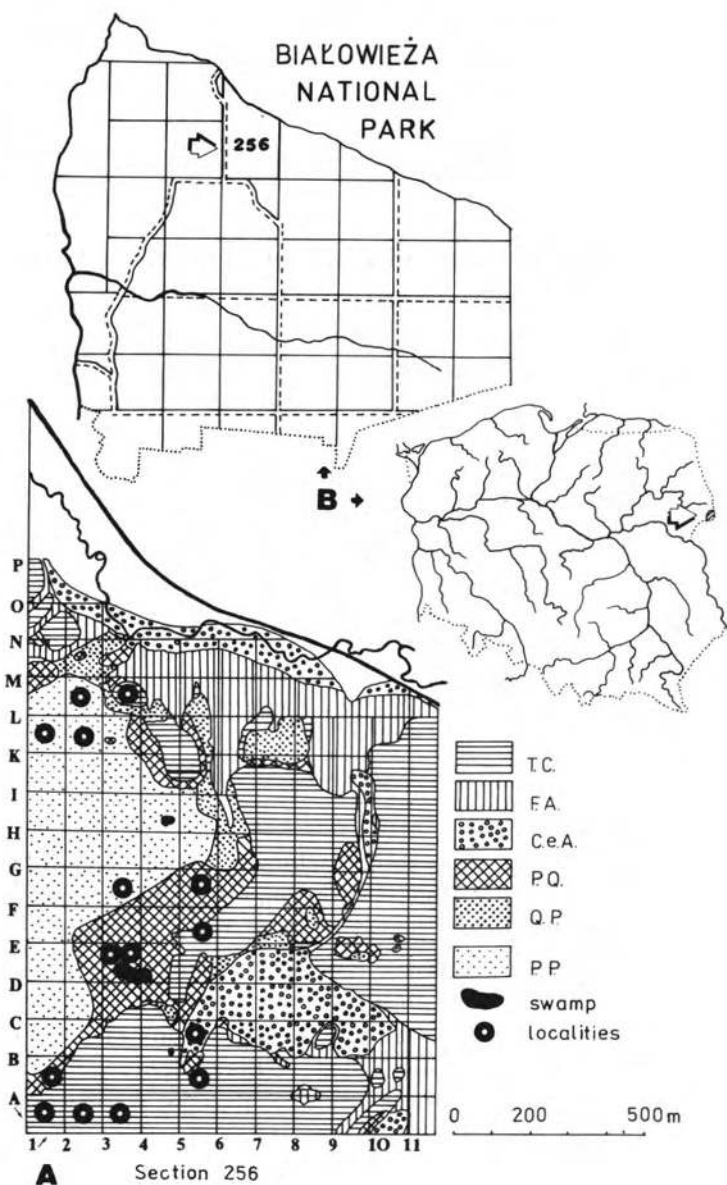 BIAŁOWIEŻA
NATIONAL
PARK
256
B
P
O
N
M
L
K
I
H
G
F
E
D
C
B
A
1 2 3 4 5 6 7 8 9 10 11
T.C.
F.A.
C.e.A.
P.Q.
Q.P.
P.P.
swamp
localities
0 200 500 m
A Section 256